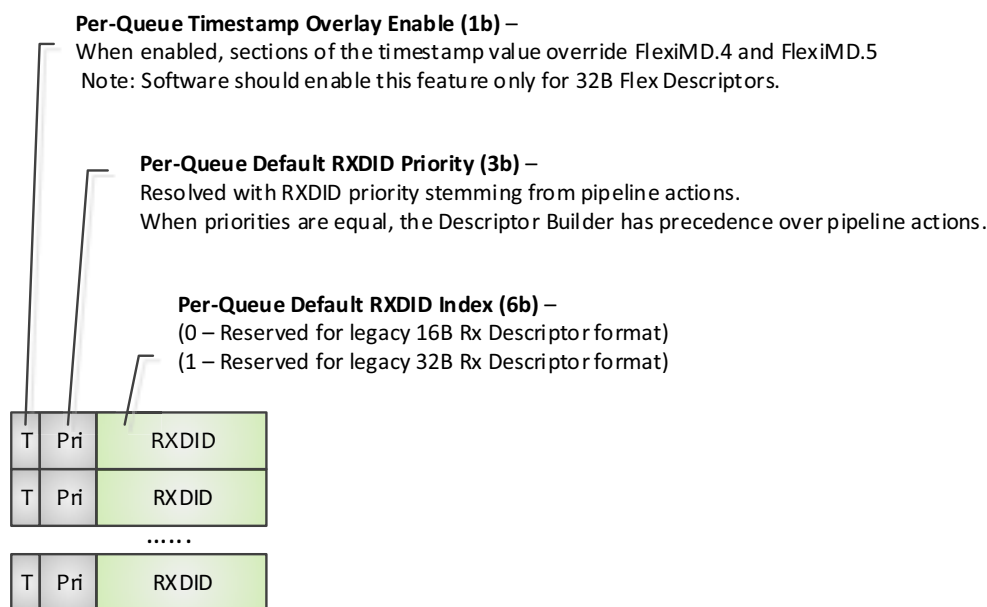 Per-Queue Timestamp Overlay Enable (1b) –
When enabled, sections of the timestamp value override FlexiMD.4 and FlexiMD.5
Note: Software should enable this feature only for 32B Flex Descriptors.
Per-Queue Default RXDID Priority (3b) –
Resolved with RXDID priority stemming from pipeline actions.
When priorities are equal, the Descriptor Builder has precedence over pipeline actions.
Per-Queue Default RXDID Index (6b) –
(0 – Reserved for legacy 16B Rx Descriptor format)
(1 – Reserved for legacy 32B Rx Descriptor format)
T Pri RXDID
T Pri RXDID
......
T Pri RXDID